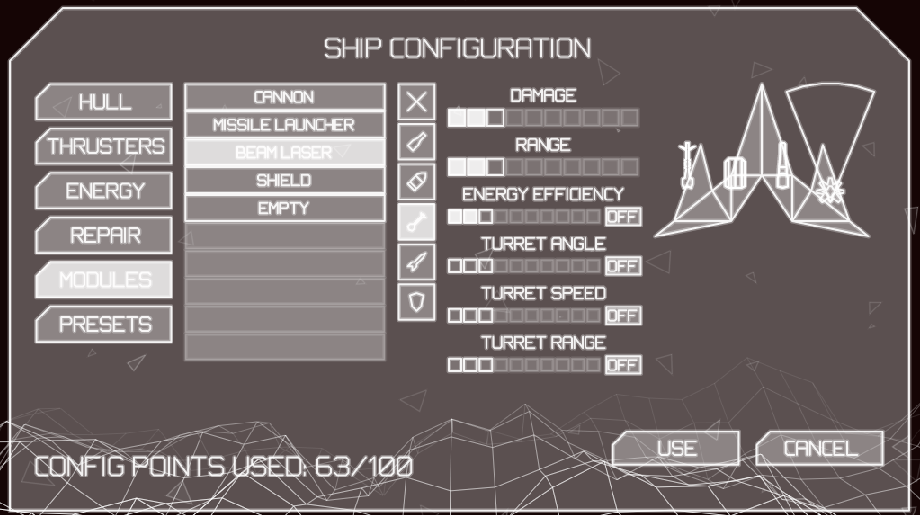 SHIP CONFIGURATION
HULL
THRUSTERS
ENERGY
REPAIR
MODULES
PRESETS
CANNON
MISSILE LAUNCHER
BEAM LASER
SHIELD
EMPTY
DAMAGE
RANGE
ENERGY EFFICIENCY
OFF
TURRET ANGLE
OFF
TURRET SPEED
OFF
TURRET RANGE
OFF
CONFIG POINTS USED: 63/100
USE
CANCEL